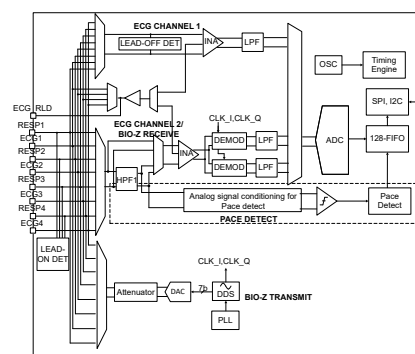 ECG CHANNEL 1
LEAD-OFF DET
INA
LPF
OSC
Timing
Engine
ECG_RLD
RESP1
ECG1
RESP2
ECG2
RESP3
ECG3
RESP4
ECG4
ECG CHANNEL 2/
BIO-Z RECEIVE
CLK_I,CLK_Q
SPI, I2C
INA
DEMOD
LPF
DEMOD
LPF
ADC
128-FIFO
HPF1
Analog signal conditioning for
Pace detect
Pace
Detect
PACE DETECT
LEAD-
ON DET
CLK_I,CLK_Q
Attenuator
DAC
7b
DDS
BIO-Z TRANSMIT
PLL